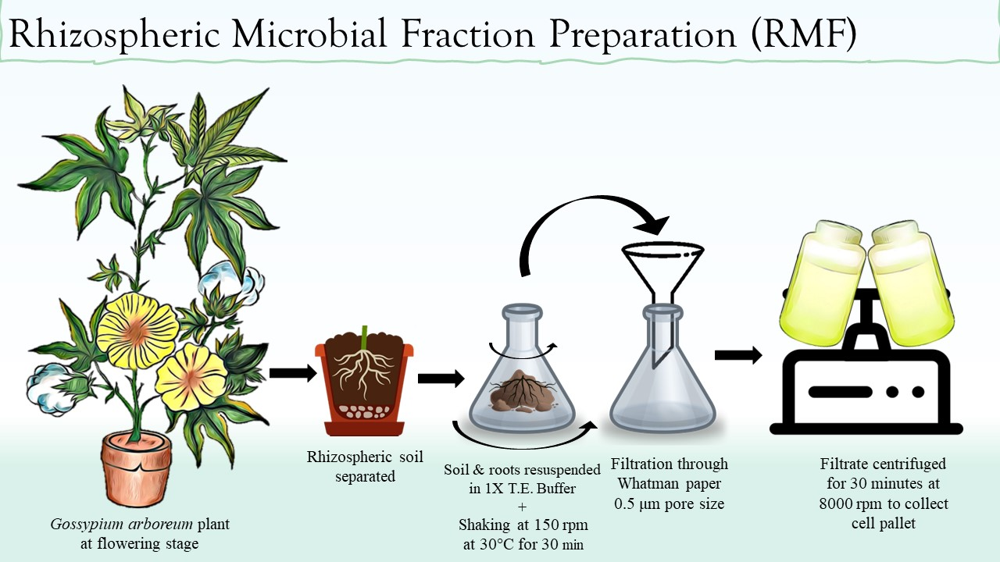 Rhizospheric Microbial Fraction Preparation (RMF)
Gossypium arboreum plant
at flowering stage
Rhizospheric soil
separated
Soil & roots resuspended
in 1X T.E. Buffer
+
Shaking at 150 rpm
at 30°C for 30 min
Filtration through
Whatman paper
0.5 µm pore size
Filtrate centrifuged
for 30 minutes at
8000 rpm to collect
cell pallet